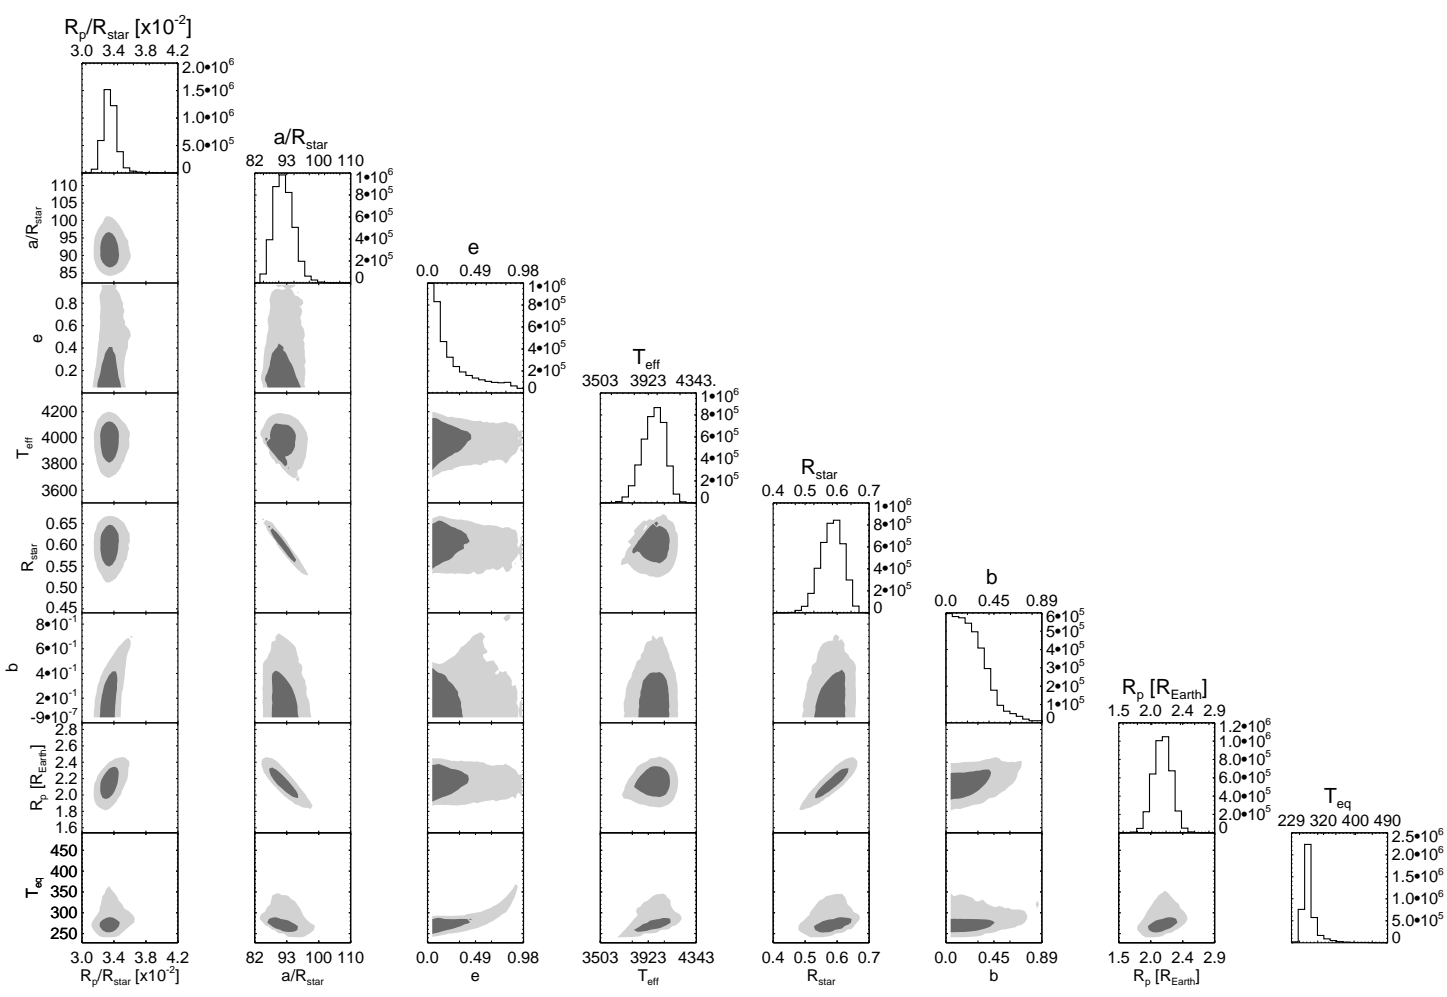 R_p/R_star [x10^-2]
3.0 3.4 3.8 4.2
2.0•10^6
1.5•10^6
1.0•10^6
5.0•10^5
0
a/R_star
82 93 100 110
1•10^6
8•10^5
6•10^5
4•10^5
2•10^5
0
a/R_star
110
105
100
95
90
85
e
0.0 0.49 0.98
1•10^6
8•10^5
6•10^5
4•10^5
2•10^5
0
e
0.8
0.6
0.4
0.2
T_eff
3503 3923 4343.
1•10^6
8•10^5
6•10^5
4•10^5
2•10^5
0
T_eff
4200
4000
3800
3600
R_star
0.4 0.5 0.6 0.7
1•10^6
8•10^5
6•10^5
4•10^5
2•10^5
0
R_star
0.65
0.60
0.55
0.50
0.45
b
0.0 0.45 0.89
6•10^5
5•10^5
4•10^5
3•10^5
2•10^5
1•10^5
0
b
8•10^-1
6•10^-1
4•10^-1
2•10^-1
-9•10^-7
R_p [R_Earth]
1.5 2.0 2.4 2.9
1.2•10^6
1.0•10^6
8.0•10^5
6.0•10^5
4.0•10^5
2.0•10^5
0
R_p [R_Earth]
2.8
2.6
2.4
2.2
2.0
1.8
1.6
T_eq
229 320 400 490
2.5•10^6
2.0•10^6
1.5•10^6
1.0•10^6
5.0•10^5
0
T_eq
450
400
350
300
250
3.0 3.4 3.8 4.2
R_p/R_star [x10^-2]
82 93 100 110
a/R_star
0.0 0.49 0.98
e
3503 3923 4343
T_eff
0.4 0.5 0.6 0.7
R_star
0.0 0.45 0.89
b
1.5 2.0 2.4 2.9
R_p [R_Earth]